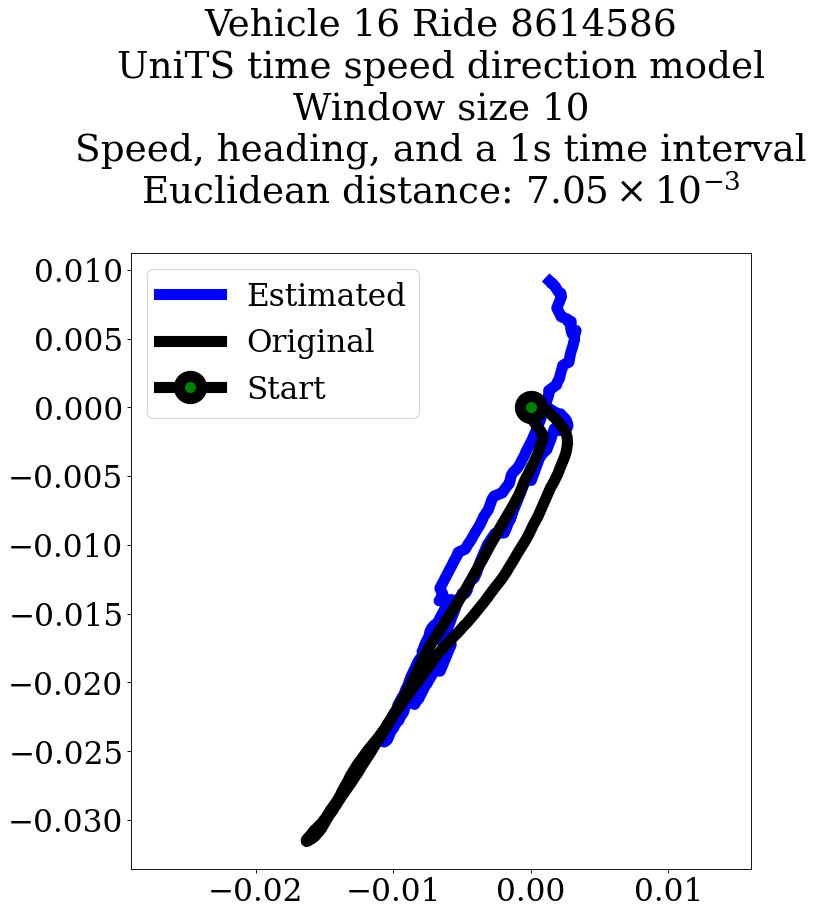 Vehicle 16 Ride 8614586
UniTS time speed direction model
Window size 10
Speed, heading, and a 1s time interval
Euclidean distance: 7.05 × 10⁻³
Estimated
Original
Start
0.010
0.005
0.000
−0.005
−0.010
−0.015
−0.020
−0.025
−0.030
−0.02 −0.01 0.00 0.01